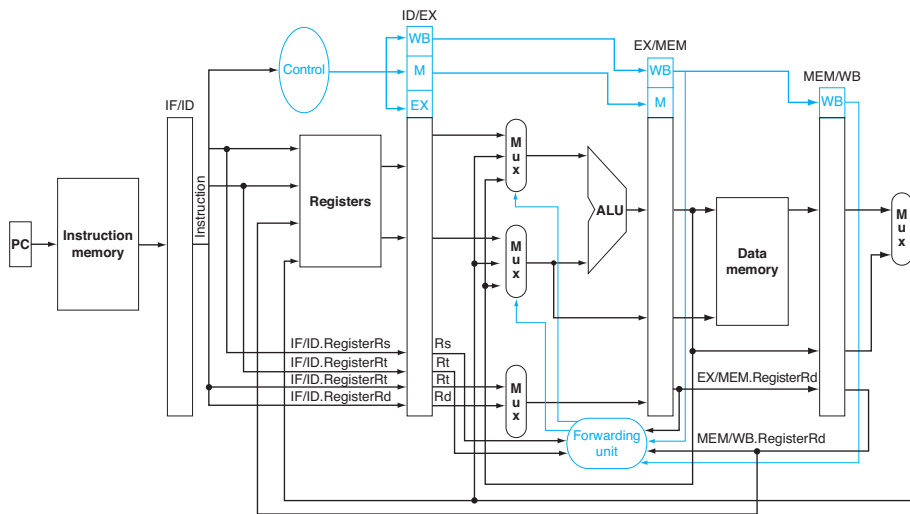 ID/EX
WB
EX/MEM
Control
M
WB
MEM/WB
IF/ID
EX
M
WB
M
u
x
Registers
Instruction
ALU
M
u
x
PC
Instruction
memory
M
u
x
Data
memory
IF/ID.RegisterRs
Rs
IF/ID.RegisterRt
Rt
IF/ID.RegisterRt
Rt
IF/ID.RegisterRd
Rd
M
u
x
EX/MEM.RegisterRd
Forwarding
unit
MEM/WB.RegisterRd